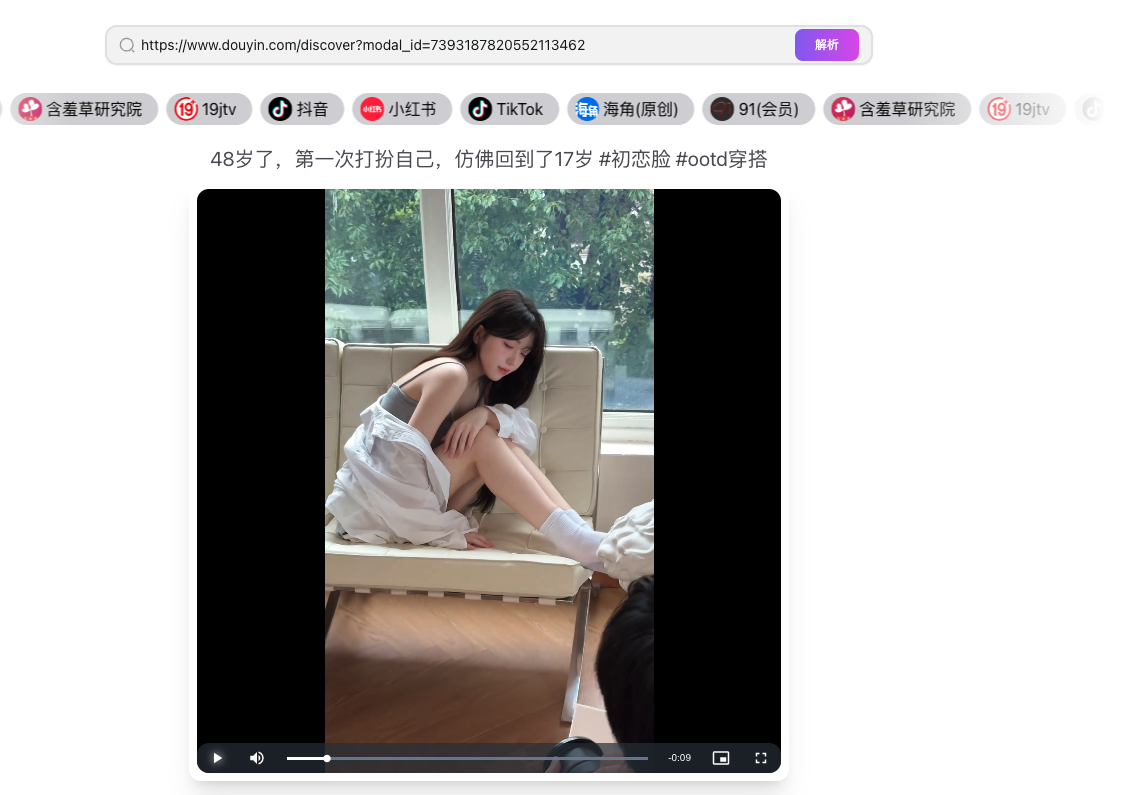 https://www.douyin.com/discover?modal_id=7393187820552113462 解析
含羞草研究院 19jtv 抖音 小红书 TikTok 海角(原创) 91(会员) 含羞草研究院 19jtv
48岁了，第一次打扮自己，仿佛回到了17岁 #初恋脸 #ootd穿搭
-0:09